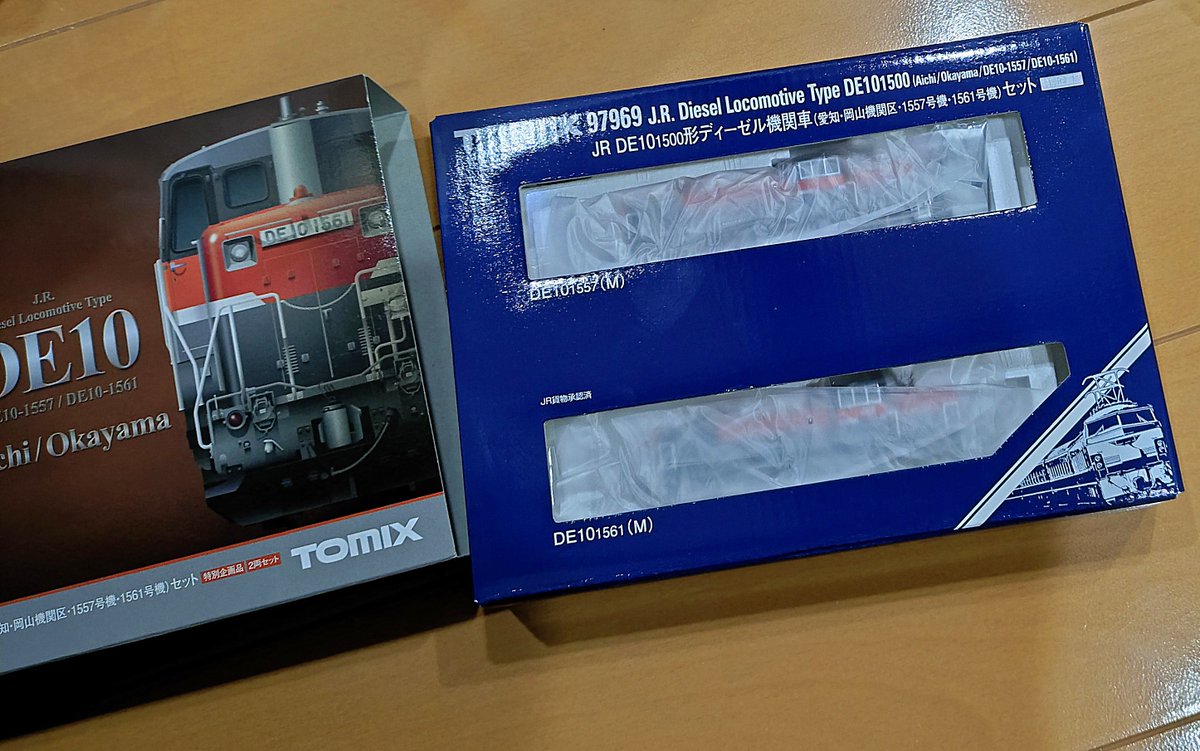 DE10 1561
J.R.
Diesel Locomotive Type
DE10
DE10-1557 / DE10-1561
Aichi/Okayama
知・岡山機関区・1557号機・1561号機)セット 特別企画品 2両セット
TOMIX
TOMIX 97969 J.R. Diesel Locomotive Type DE101500 (Aichi/Okayama/DE10-1557/DE10-1561)
JR DE101500形ディーゼル機関車(愛知・岡山機関区・1557号機・1561号機)セット
DE101557(M)
JR貨物承認済
DE101561(M)